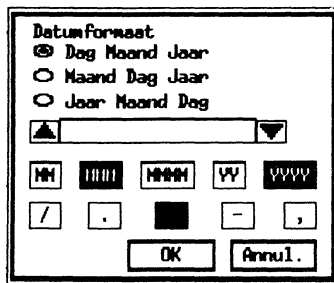 Datumformaat
Dag Maand Jaar
Maand Dag Jaar
Jaar Maand Dag
MM MMM MMMM YY YYYY
/ . - ,
OK Annul.